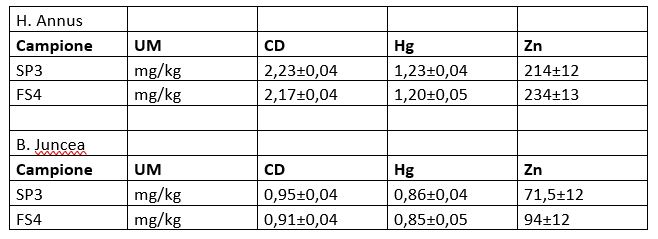 H. Annus
Campione UM CD Hg Zn
SP3 mg/kg 2,23±0,04 1,23±0,04 214±12
FS4 mg/kg 2,17±0,04 1,20±0,05 234±13
B. Juncea
Campione UM CD Hg Zn
SP3 mg/kg 0,95±0,04 0,86±0,04 71,5±12
FS4 mg/kg 0,91±0,04 0,85±0,05 94±12